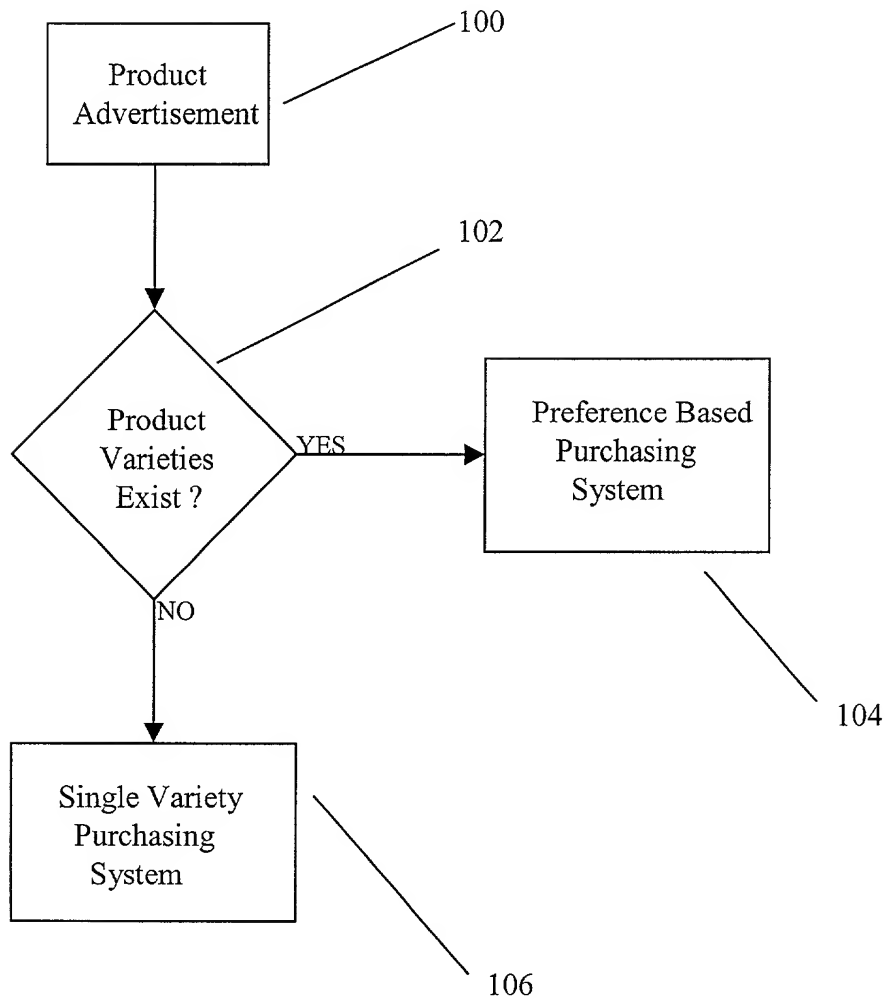 100
Product
Advertisement
102
Product
Varieties
Exist ?
YES
Preference Based
Purchasing
System
NO
104
Single Variety
Purchasing
System
106